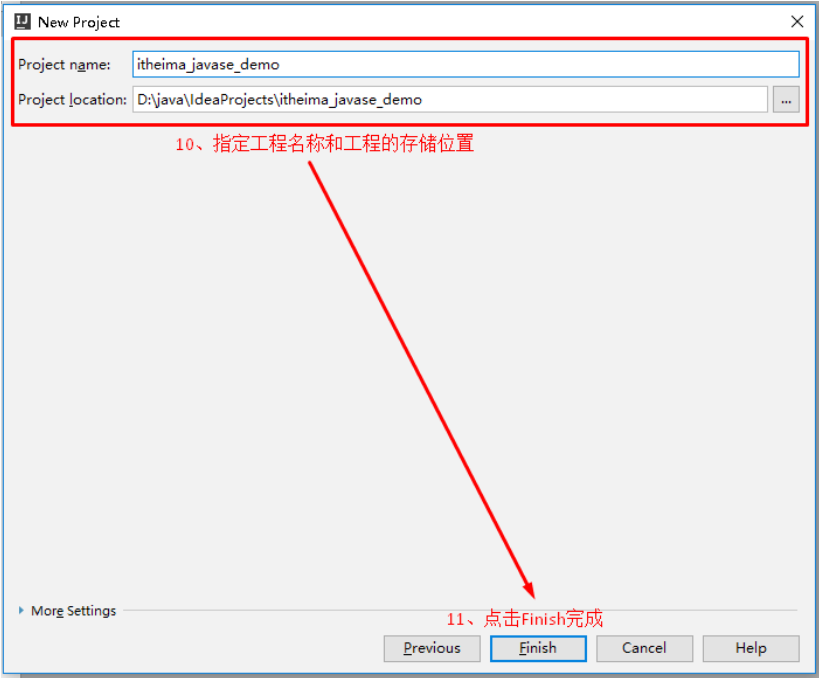 New Project
Project name: itheima_javase_demo
Project location: D:\java\IdeaProjects\itheima_javase_demo ...
10、指定工程名称和工程的存储位置
More Settings
11、点击Finish完成
Previous Finish Cancel Help